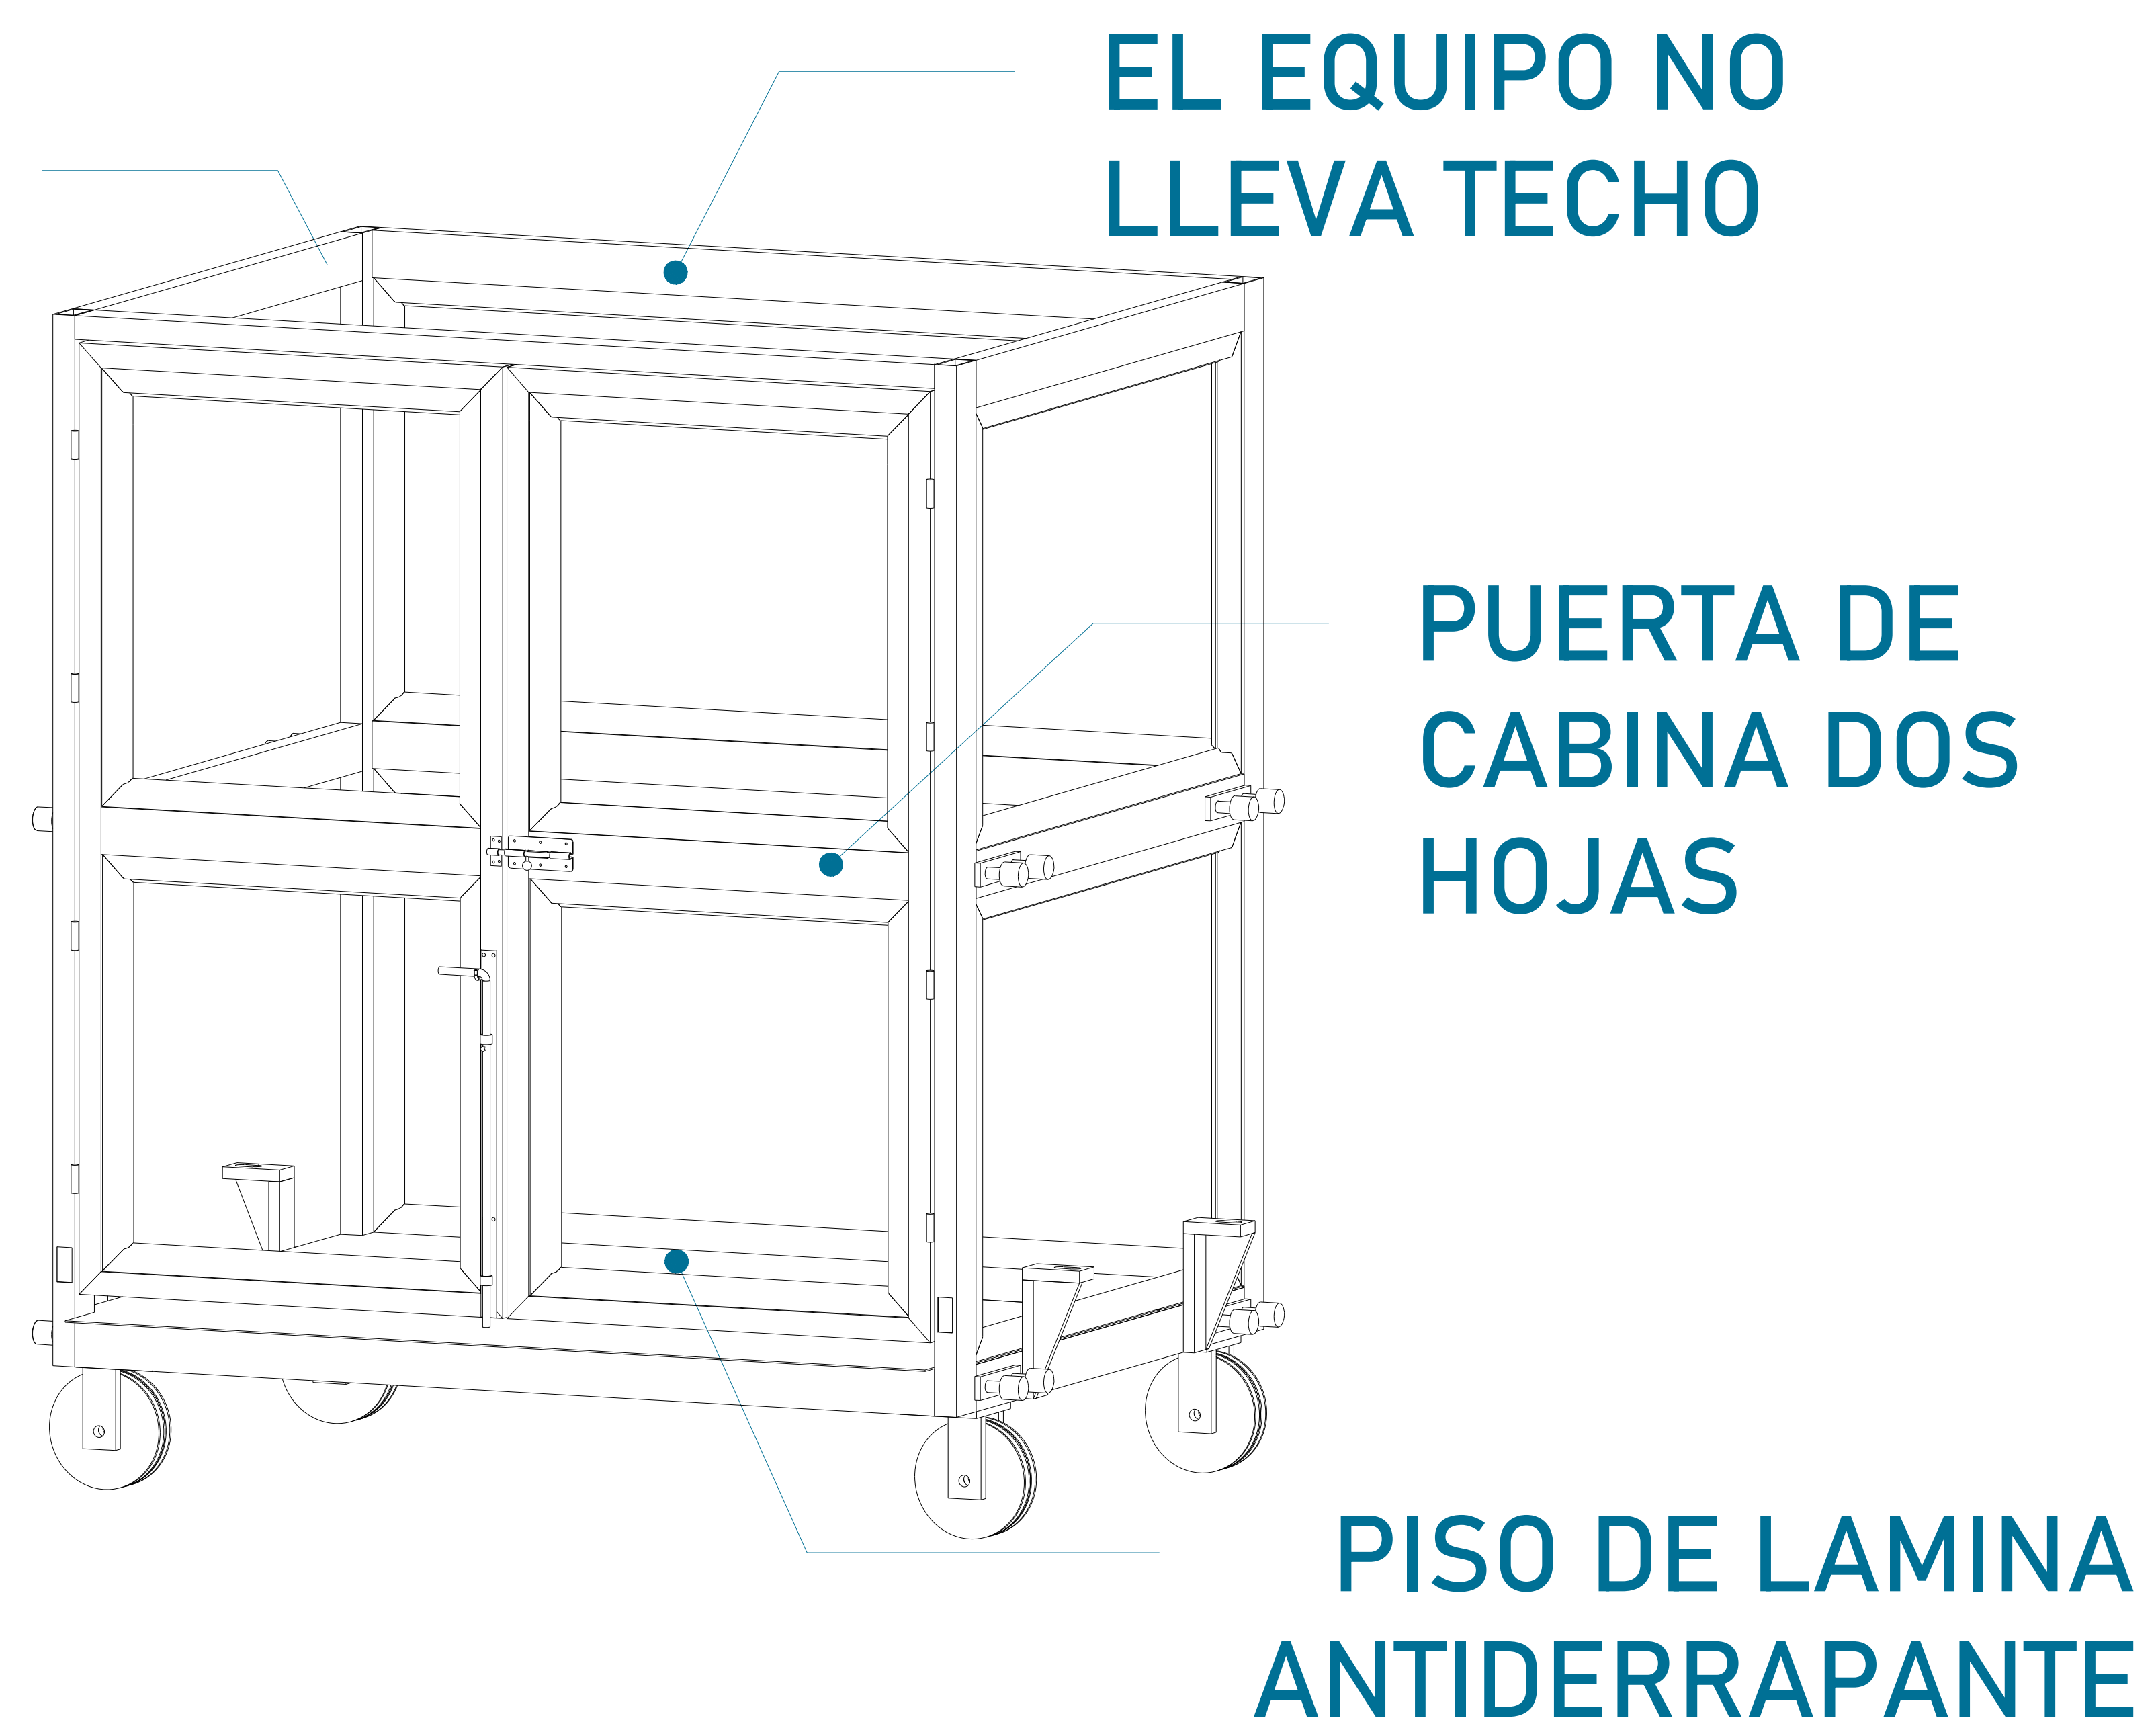 EL EQUIPO NO
LLEVA TECHO
PUERTA DE
CABINA DOS
HOJAS
PISO DE LAMINA
ANTIDERRAPANTE